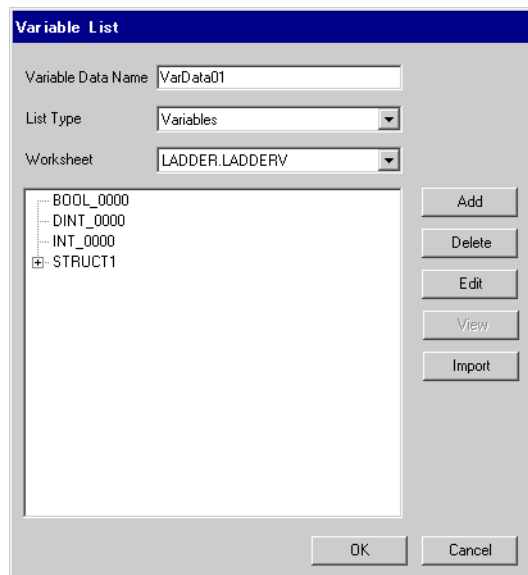 Variable List
Variable Data Name VarData01
List Type Variables
Worksheet LADDER.LADDERV
BOOL_0000
DINT_0000
INT_0000
STRUCT1
Add
Delete
Edit
View
Import
OK Cancel